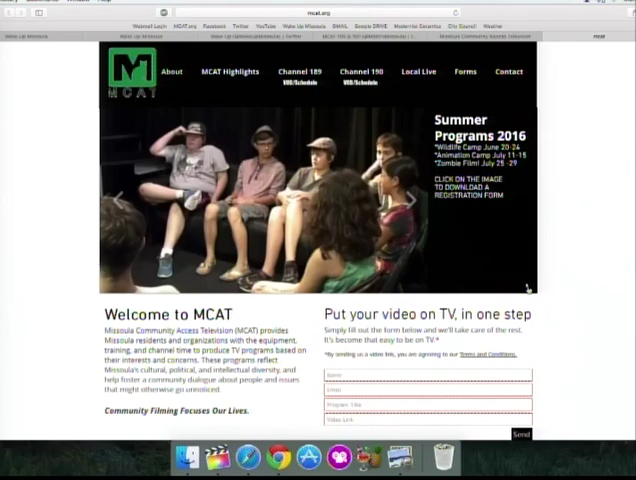 mcat.org
Webmail Login MCAT.org Facebook Twitter YouTube Wake Up Missoula GMAIL Google DRIVE Modernist Ceramics City Council Weather
Wake Up Missoula
mcat
MCAT
About MCAT Highlights Channel 189 Channel 190 Local Live Forms Contact
VOD/Schedule VOD/Schedule
Summer
Programs 2016
*Wildlife Camp June 20-24
*Animation Camp July 11-15
*Zombie Film! July 25 -29
CLICK ON THE IMAGE
TO DOWNLOAD A
REGISTRATION FORM
Welcome to MCAT
Missoula Community Access Television (MCAT) provides
Missoula residents and organizations with the equipment,
training, and channel time to produce TV programs based on
their interests and concerns. These programs reflect
Missoula's cultural, political, and intellectual diversity, and
help foster a community dialogue about people and issues
that might otherwise go unnoticed.
Community Filming Focuses Our Lives.
Put your video on TV, in one step
Simply fill out the form below and we'll take care of the rest.
It's become that easy to be on TV.*
*By sending us a video link, you are agreeing to our Terms and Conditions.
Name
Email
Program Title
Video Link
Send